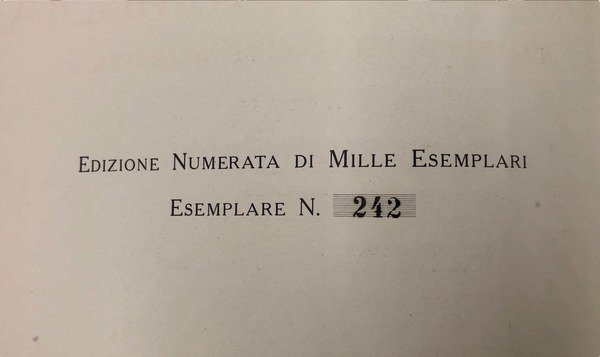 Edizione Numerata di Mille Esemplari
Esemplare N. 242